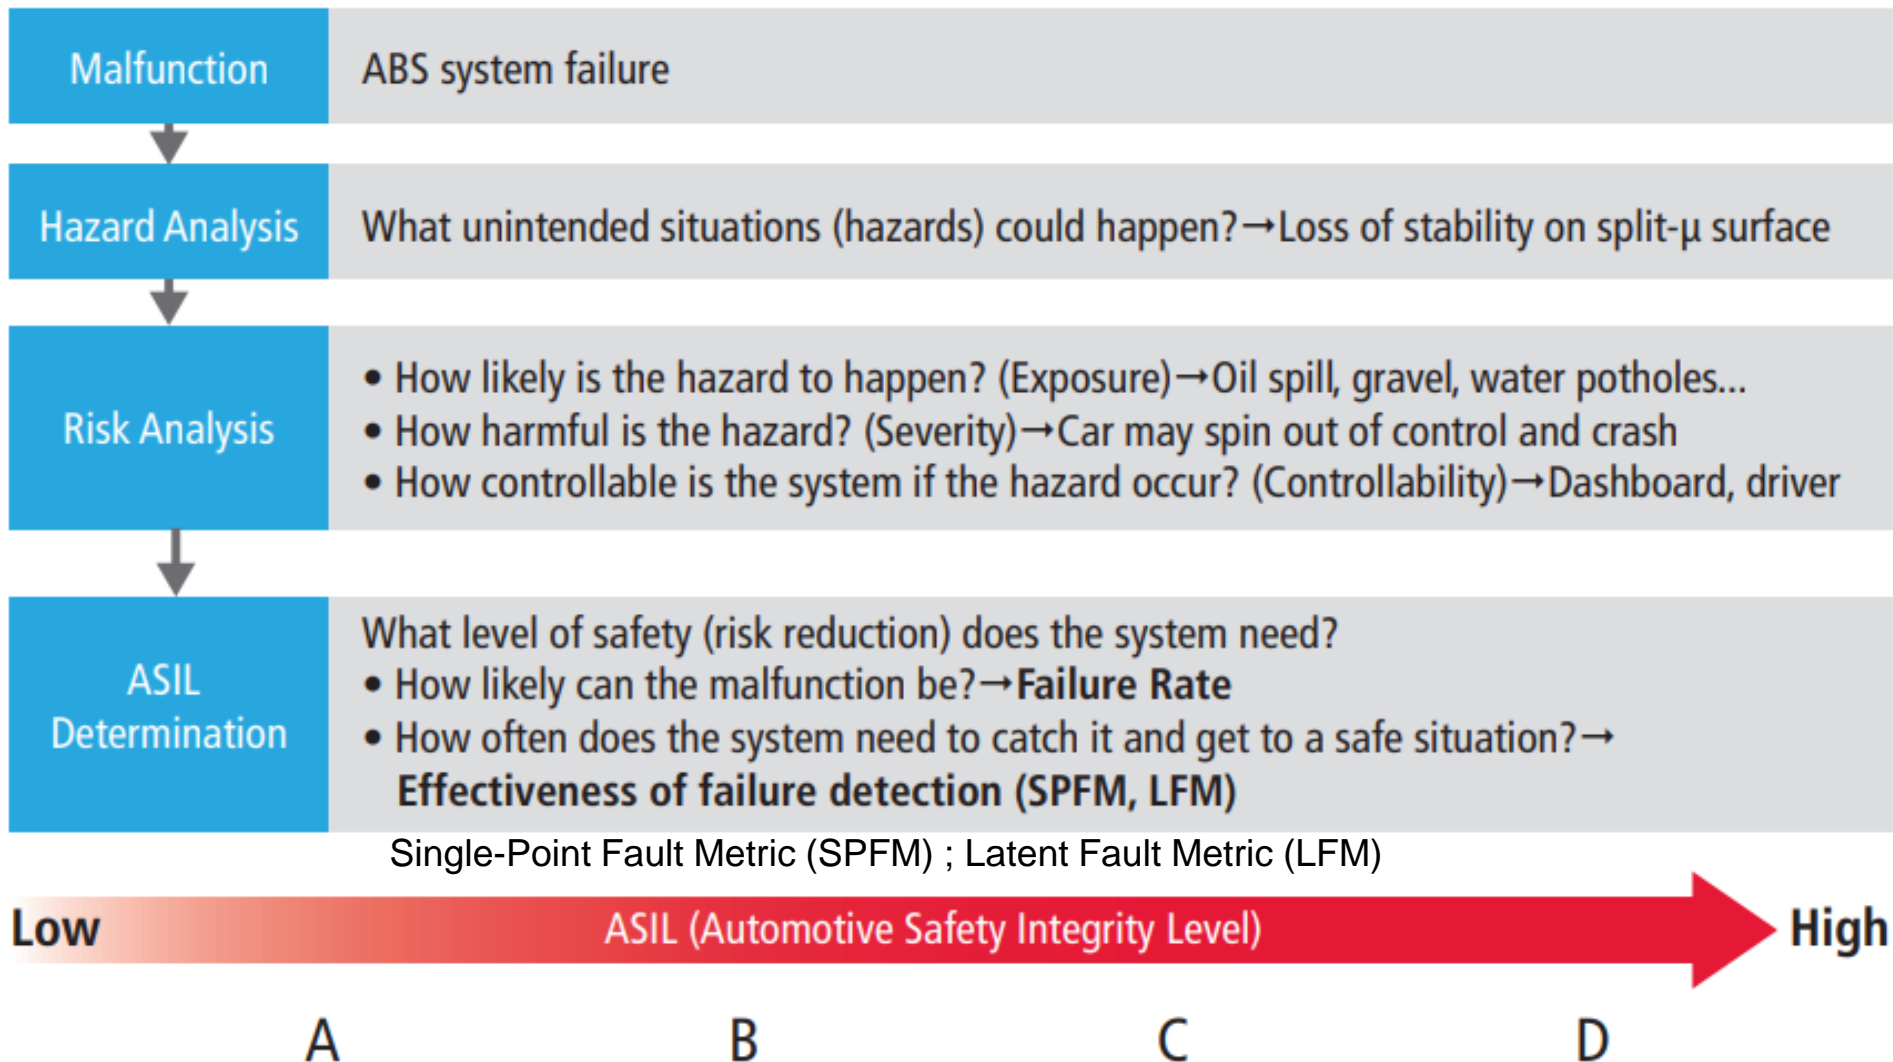 Malfunction
ABS system failure
Hazard Analysis
What unintended situations (hazards) could happen?→Loss of stability on split-μ surface
Risk Analysis
• How likely is the hazard to happen? (Exposure)→Oil spill, gravel, water potholes...
• How harmful is the hazard? (Severity)→Car may spin out of control and crash
• How controllable is the system if the hazard occur? (Controllability)→Dashboard, driver
ASIL
Determination
What level of safety (risk reduction) does the system need?
• How likely can the malfunction be?→Failure Rate
• How often does the system need to catch it and get to a safe situation?→
Effectiveness of failure detection (SPFM, LFM)
Single-Point Fault Metric (SPFM) ; Latent Fault Metric (LFM)
Low
ASIL (Automotive Safety Integrity Level)
High
A
B
C
D